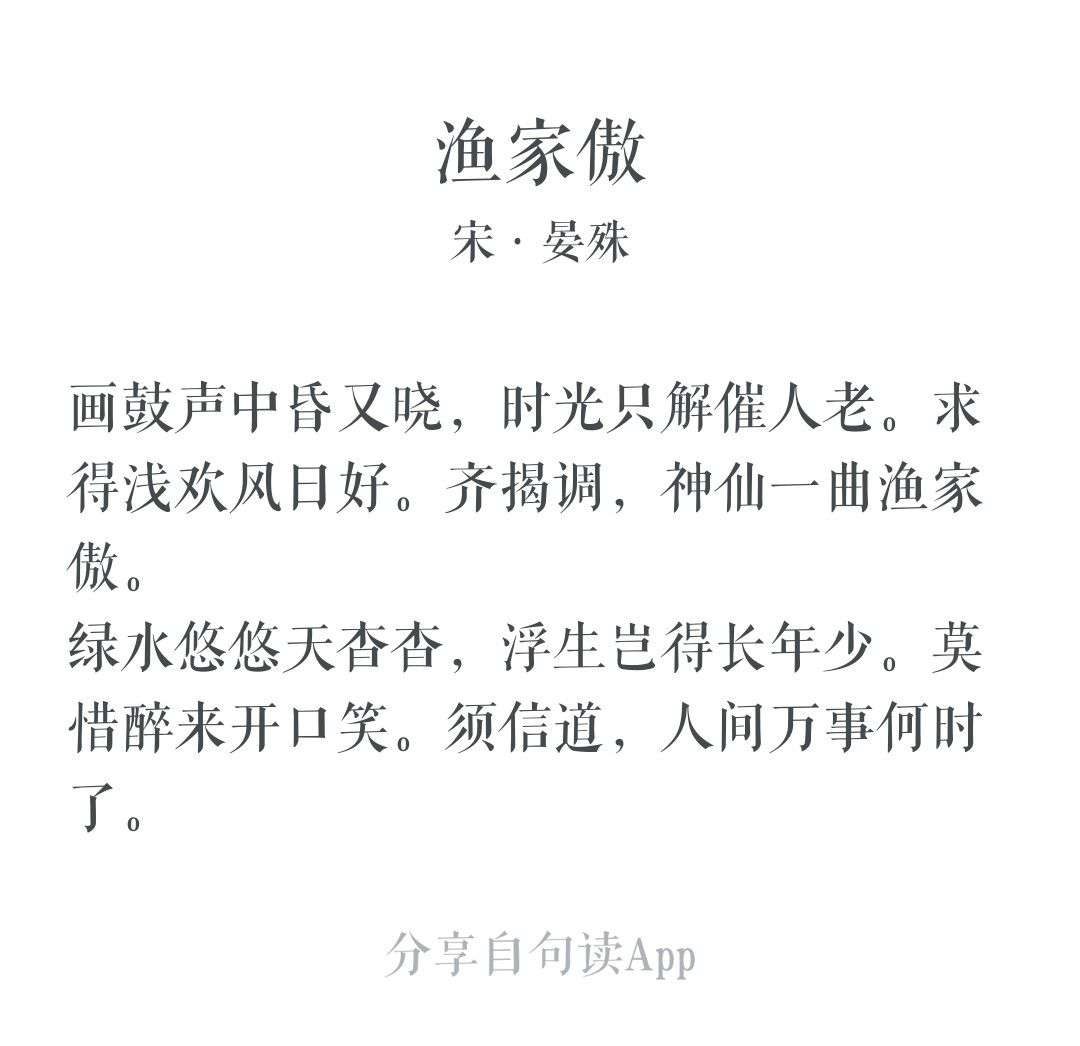 渔家傲
宋·晏殊
画鼓声中昏又晓，时光只解催人老。求
得浅欢风日好。齐揭调，神仙一曲渔家
傲。
绿水悠悠天杳杳，浮生岂得长年少。莫
惜醉来开口笑。须信道，人间万事何时
了。
分享自句读App